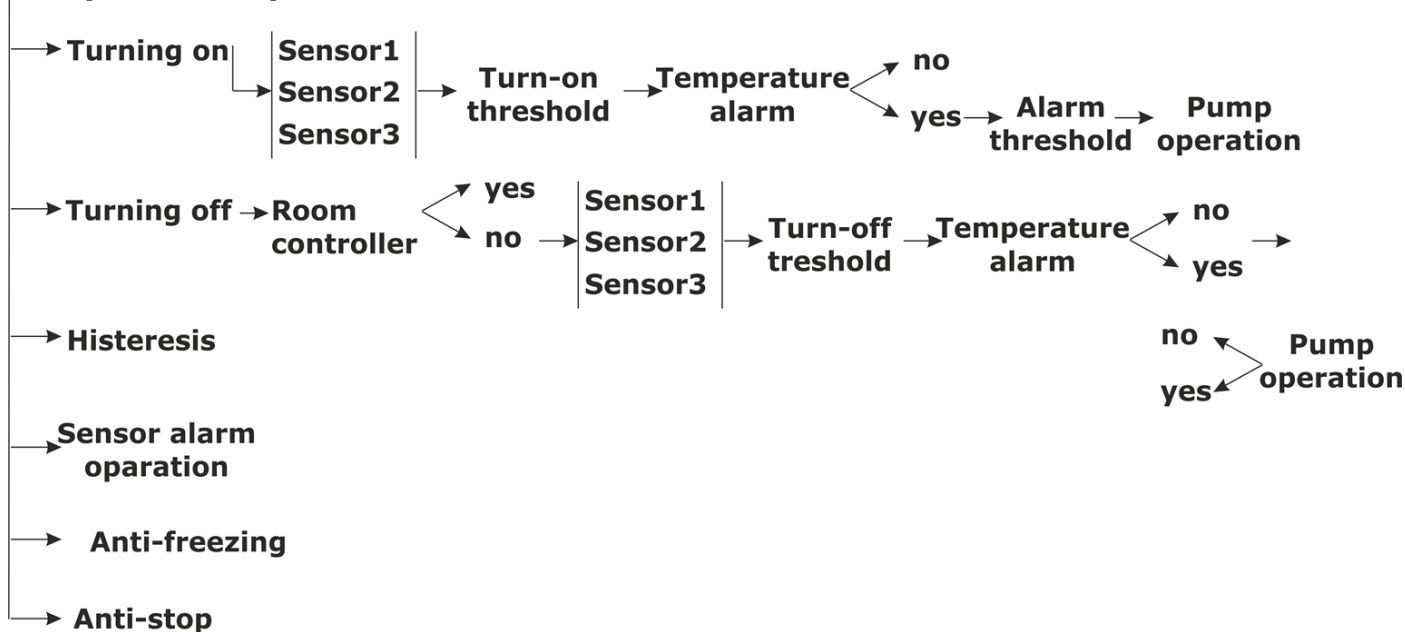 Turning on
Sensor1
Sensor2
Sensor3
Turn-on
threshold
Temperature
alarm
no
yes
Alarm
threshold
Pump
operation
Turning off
Room
controller
yes
no
Sensor1
Sensor2
Sensor3
Turn-off
treshold
Temperature
alarm
no
yes
Histeresis
no
yes
Pump
operation
Sensor alarm
oparation
Anti-freezing
Anti-stop